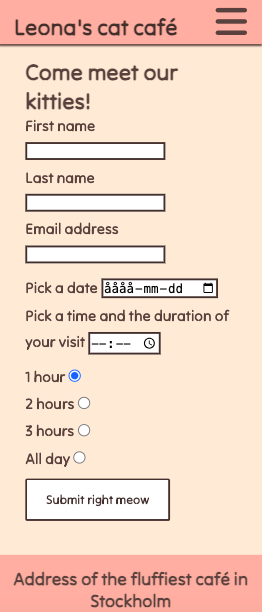 Leona's cat café
Come meet our
kitties!
First name
Last name
Email address
Pick a date åååå-mm-dd
Pick a time and the duration of
your visit --:--
1 hour
2 hours
3 hours
All day
Submit right meow
Address of the fluffiest café in
Stockholm